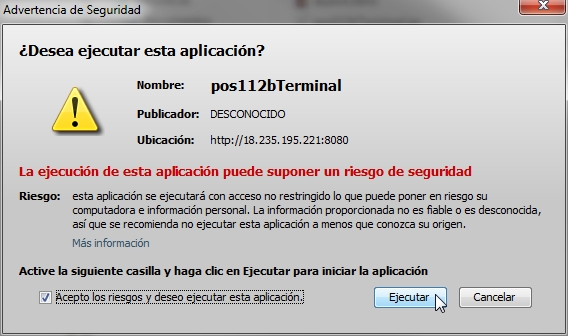 Advertencia de Seguridad
¿Desea ejecutar esta aplicación?
Nombre: pos112bTerminal
Publicador: DESCONOCIDO
Ubicación: http://18.235.195.221:8080
La ejecución de esta aplicación puede suponer un riesgo de seguridad
Riesgo: esta aplicación se ejecutará con acceso no restringido lo que puede poner en riesgo su
computadora e información personal. La información proporcionada no es fiable o es desconocida,
así que se recomienda no ejecutar esta aplicación a menos que conozca su origen.
Más información
Active la siguiente casilla y haga clic en Ejecutar para iniciar la aplicación
Acepto los riesgos y deseo ejecutar esta aplicación.
Ejecutar
Cancelar